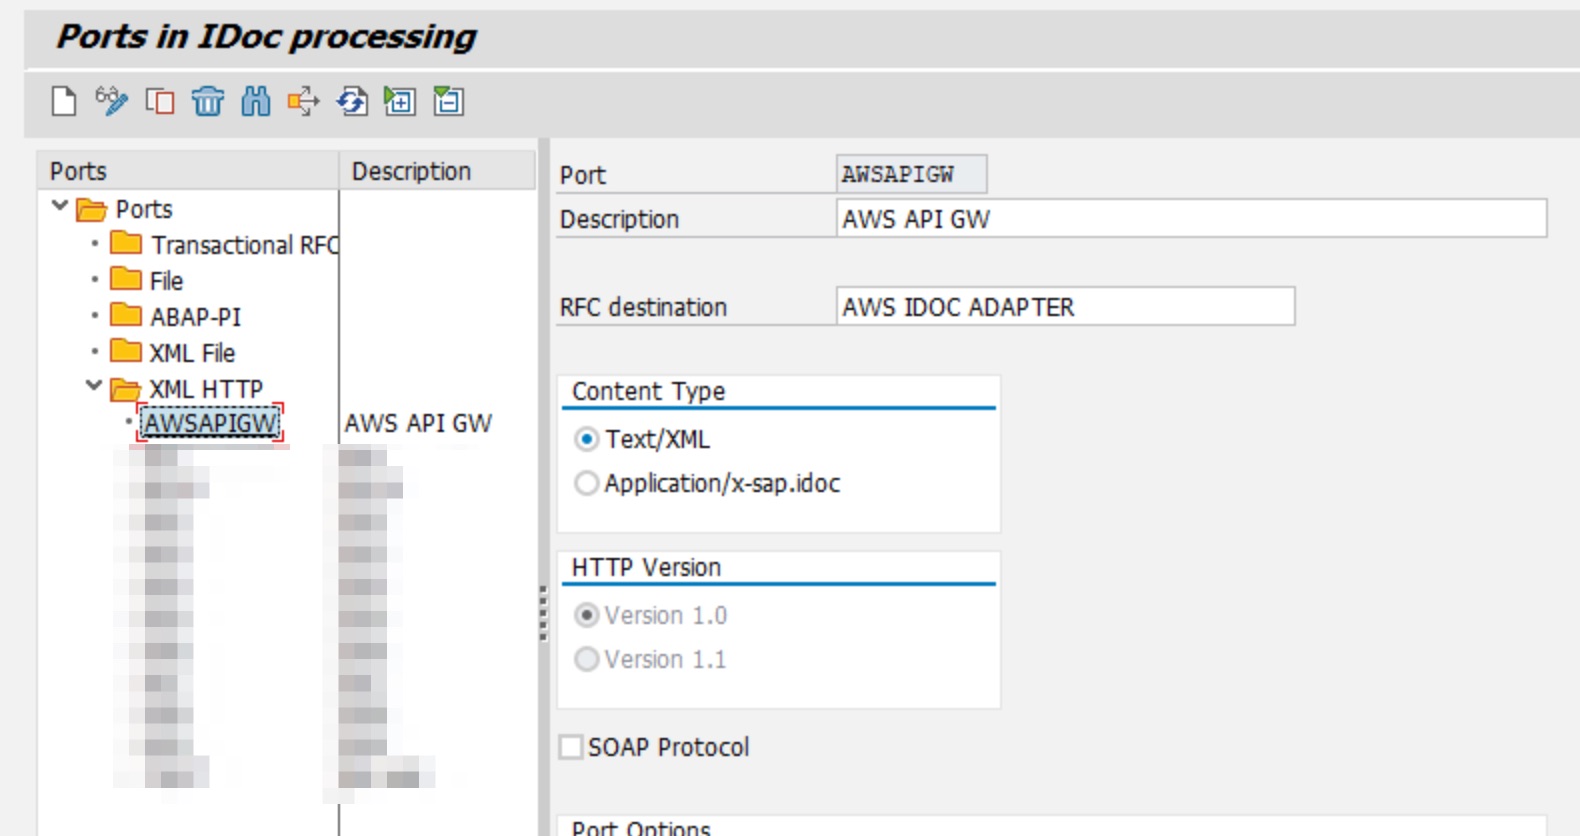 Ports in IDoc processing
Ports Description
Ports
Transactional RFC
File
ABAP-PI
XML File
XML HTTP
AWSAPIGW AWS API GW
Port AWSAPIGW
Description AWS API GW
RFC destination AWS IDOC ADAPTER
Content Type
Text/XML
Application/x-sap.idoc
HTTP Version
Version 1.0
Version 1.1
SOAP Protocol
Port Options